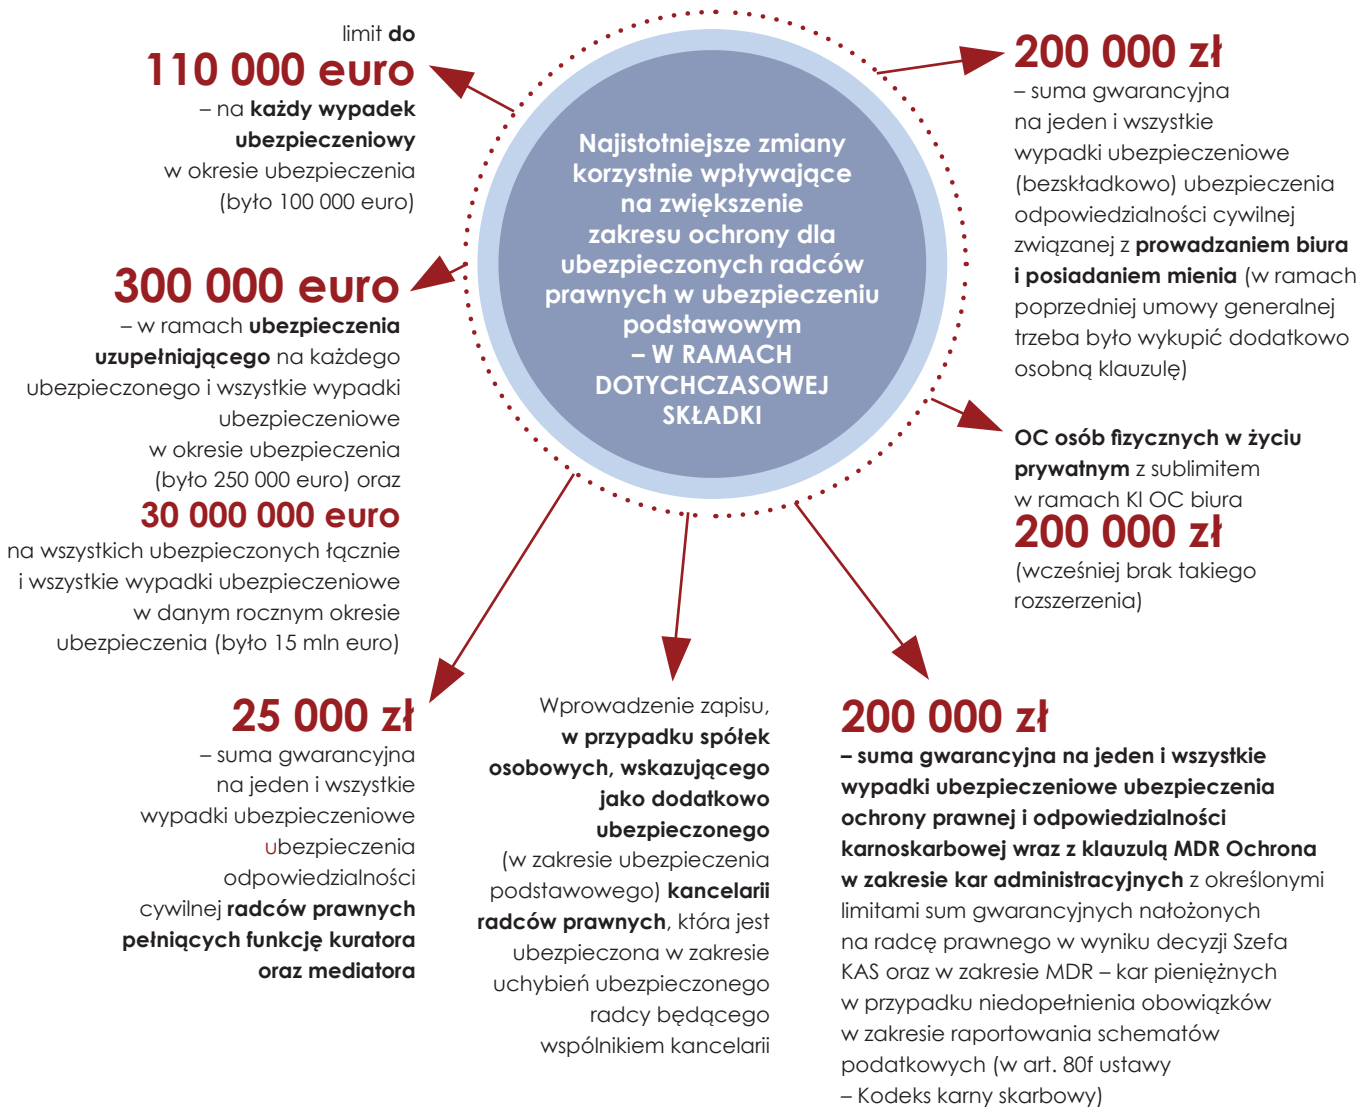 limit do
110 000 euro
– na każdy wypadek
ubezpieczeniowy
w okresie ubezpieczenia
(było 100 000 euro)
300 000 euro
– w ramach ubezpieczenia
uzupełniającego na każdego
ubezpieczonego i wszystkie wypadki
ubezpieczeniowe
w okresie ubezpieczenia
(było 250 000 euro) oraz
30 000 000 euro
na wszystkich ubezpieczonych łącznie
i wszystkie wypadki ubezpieczeniowe
w danym rocznym okresie
ubezpieczenia (było 15 mln euro)
Najistotniejsze zmiany
korzystnie wpływające
na zwiększenie
zakresu ochrony dla
ubezpieczonych radców
prawnych w ubezpieczeniu
podstawowym
– W RAMACH
DOTYCHCZASOWEJ
SKŁADKI
200 000 zł
– suma gwarancyjna
na jeden i wszystkie
wypadki ubezpieczeniowe
(bezskładkowo) ubezpieczenia
odpowiedzialności cywilnej
związanej z prowadzaniem biura
i posiadaniem mienia (w ramach
poprzedniej umowy generalnej
trzeba było wykupić dodatkowo
osobną klauzulę)
OC osób fizycznych w życiu
prywatnym z sublimitem
w ramach Kl OC biura
200 000 zł
(wcześniej brak takiego
rozszerzenia)
25 000 zł
– suma gwarancyjna
na jeden i wszystkie
wypadki ubezpieczeniowe
ubezpieczenia
odpowiedzialności
cywilnej radców prawnych
pełniących funkcję kuratora
oraz mediatora
Wprowadzenie zapisu,
w przypadku spółek
osobowych, wskazującego
jako dodatkowo
ubezpieczonego
(w zakresie ubezpieczenia
podstawowego) kancelarii
radców prawnych, która jest
ubezpieczona w zakresie
uchybień ubezpieczonego
radcy będącego
wspólnikiem kancelarii
200 000 zł
– suma gwarancyjna na jeden i wszystkie
wypadki ubezpieczeniowe ubezpieczenia
ochrony prawnej i odpowiedzialności
karnoskarbowej wraz z klauzulą MDR Ochrona
w zakresie kar administracyjnych z określonymi
limitami sum gwarancyjnych nałożonych
na radcę prawnego w wyniku decyzji Szefa
KAS oraz w zakresie MDR – kar pieniężnych
w przypadku niedopełnienia obowiązków
w zakresie raportowania schematów
podatkowych (w art. 80f ustawy
– Kodeks karny skarbowy)